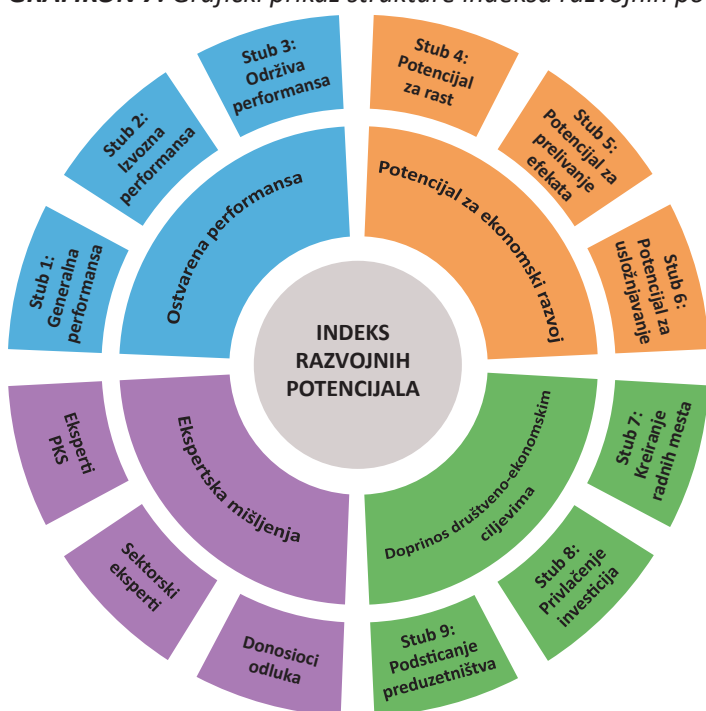 GRAFIKON 7. Grafički prikaz strukture Indeksa razvojnih po
Stub 1:
Generalna
performansa
Stub 2:
Izvozna
performansa
Stub 3:
Održiva
performansa
Ostvarena performansa
Stub 4:
Potencijal
za rast
Stub 5:
Potencijal za
prelivanje
efekata
Stub 6:
Potencijal za
usložnjavanje
Potencijal za ekonomski razvoj
INDEKS
RAZVOJNIH
POTENCIJALA
Stub 7:
Kreiranje
radnih mesta
Stub 8:
Privlačenje
investicija
Stub 9:
Podsticanje
preduzetništva
Doprinos društveno-ekonomskim
ciljevima
Donosioci
odluka
Sektorski
eksperti
Eksperti
PKS
Ekspertska mišljenja